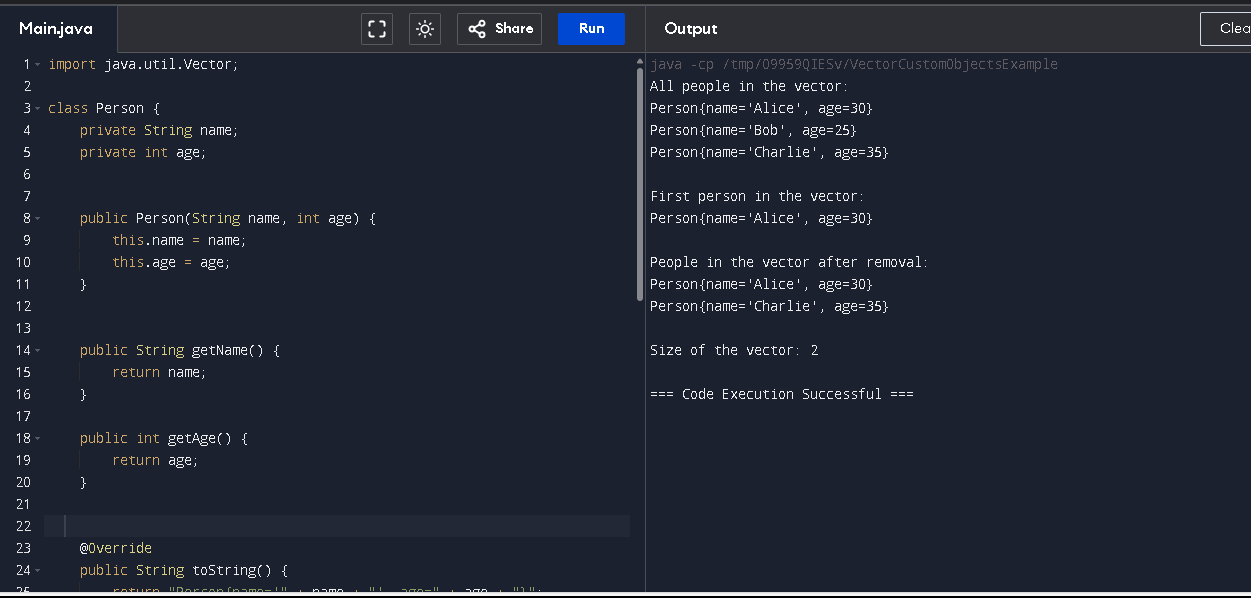 Main.java
Share
Run
1 import java.util.Vector;
2
3 class Person {
4 private String name;
5 private int age;
6
7
8 public Person(String name, int age) {
9 this.name = name;
10 this.age = age;
11 }
12
13
14 public String getName() {
15 return name;
16 }
17
18 public int getAge() {
19 return age;
20 }
21
22
23 @Override
24 public String toString() {
25 return "Person{name='" + name + "', age=" + age + "}";
Output
Clea
java -cp /tmp/O9959QIESv/VectorCustomObjectsExample
All people in the vector:
Person{name='Alice', age=30}
Person{name='Bob', age=25}
Person{name='Charlie', age=35}
First person in the vector:
Person{name='Alice', age=30}
People in the vector after removal:
Person{name='Alice', age=30}
Person{name='Charlie', age=35}
Size of the vector: 2
=== Code Execution Successful ===